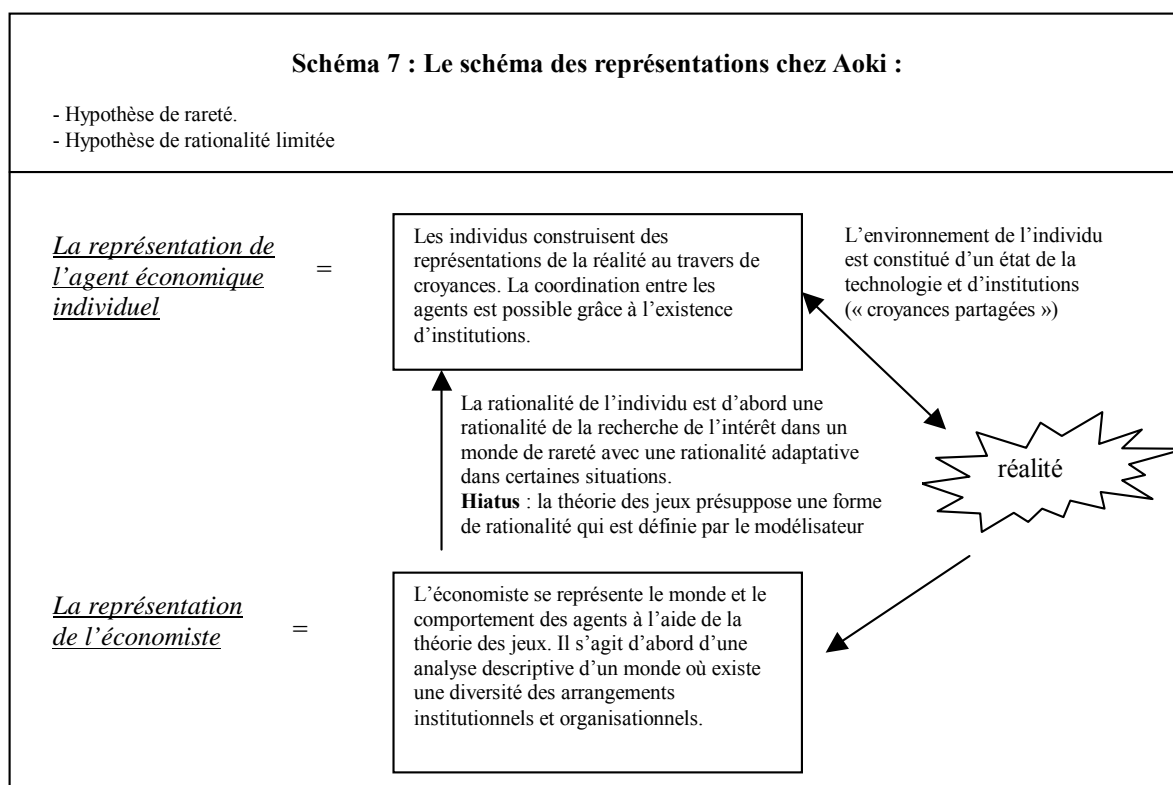 Schéma 7 : Le schéma des représentations chez Aoki :
- Hypothèse de rareté.
- Hypothèse de rationalité limitée
La représentation de
l'agent économique
individuel
=
Les individus construisent des
représentations de la réalité au travers de
croyances. La coordination entre les
agents est possible grâce à l'existence
d'institutions.
L'environnement de l'individu
est constitué d'un état de la
technologie et d'institutions
(« croyances partagées »)
La rationalité de l'individu est d'abord une
rationalité de la recherche de l'intérêt dans un
monde de rareté avec une rationalité adaptative
dans certaines situations.
Hiatus : la théorie des jeux présuppose une forme
de rationalité qui est définie par le modélisateur
réalité
La représentation
de l'économiste
=
L'économiste se représente le monde et le
comportement des agents à l'aide de la
théorie des jeux. Il s'agit d'abord d'une
analyse descriptive d'un monde où existe
une diversité des arrangements
institutionnels et organisationnels.